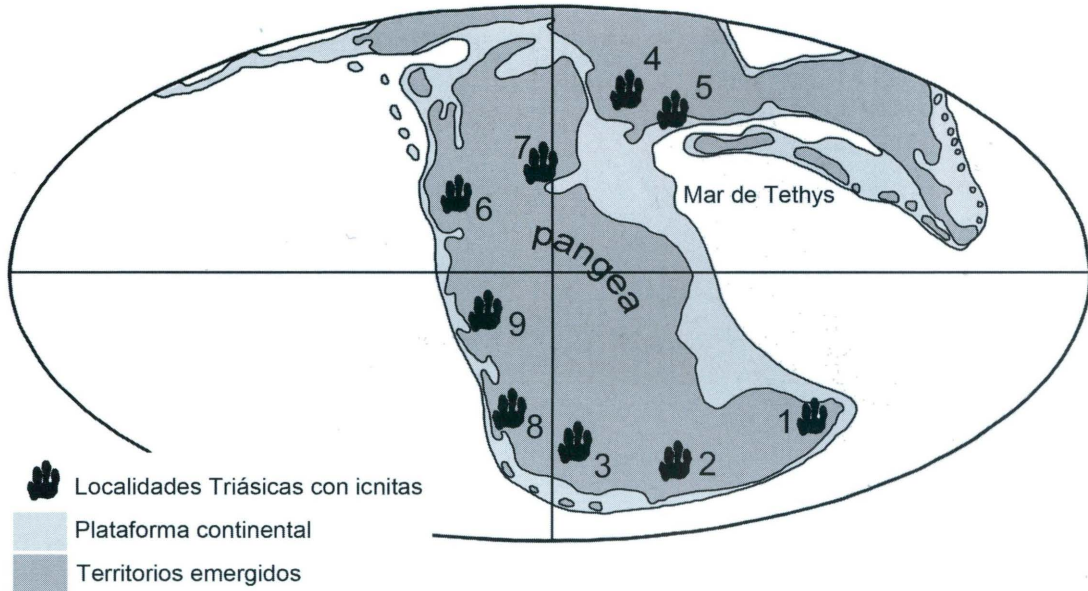 4
5
7
6
Mar de Tethys
pangea
9
8
3
2
1
Localidades Triásicas con icnitas
Plataforma continental
Territorios emergidos